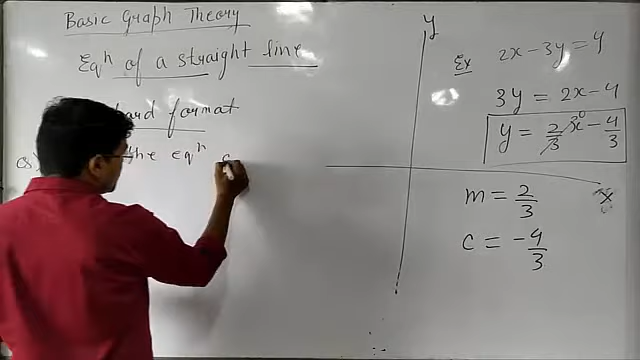 Basic Graph Theory
Eqn of a straight line
format
the eqn
y
Ex 2x - 3y = 4
3y = 2x - 4
y = 2/3 x - 4/3
m = 2/3
x
c = -4/3